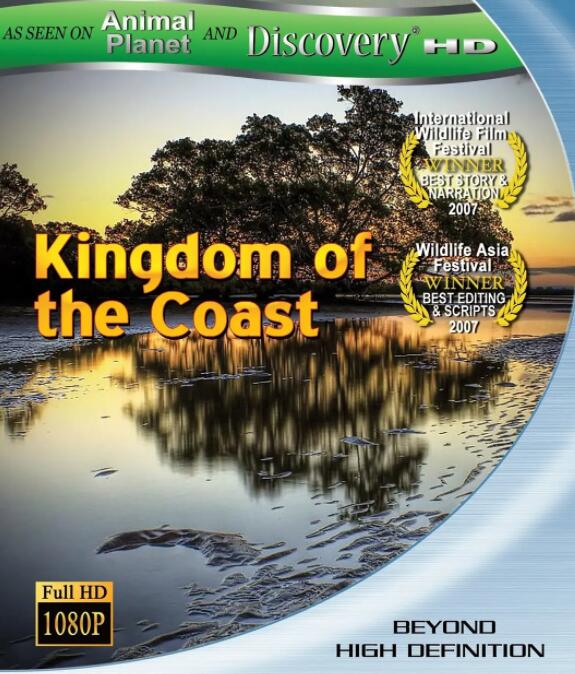 AS SEEN ON Animal Planet AND Discovery® HD
International
Wildlife Film
Festival
WINNER
BEST STORY &
NARRATION
2007
Kingdom of
the Coast
Wildlife Asia
Festival
WINNER
BEST EDITING
& SCRIPTS
2007
Full HD
1080P
BEYOND
HIGH DEFINITION